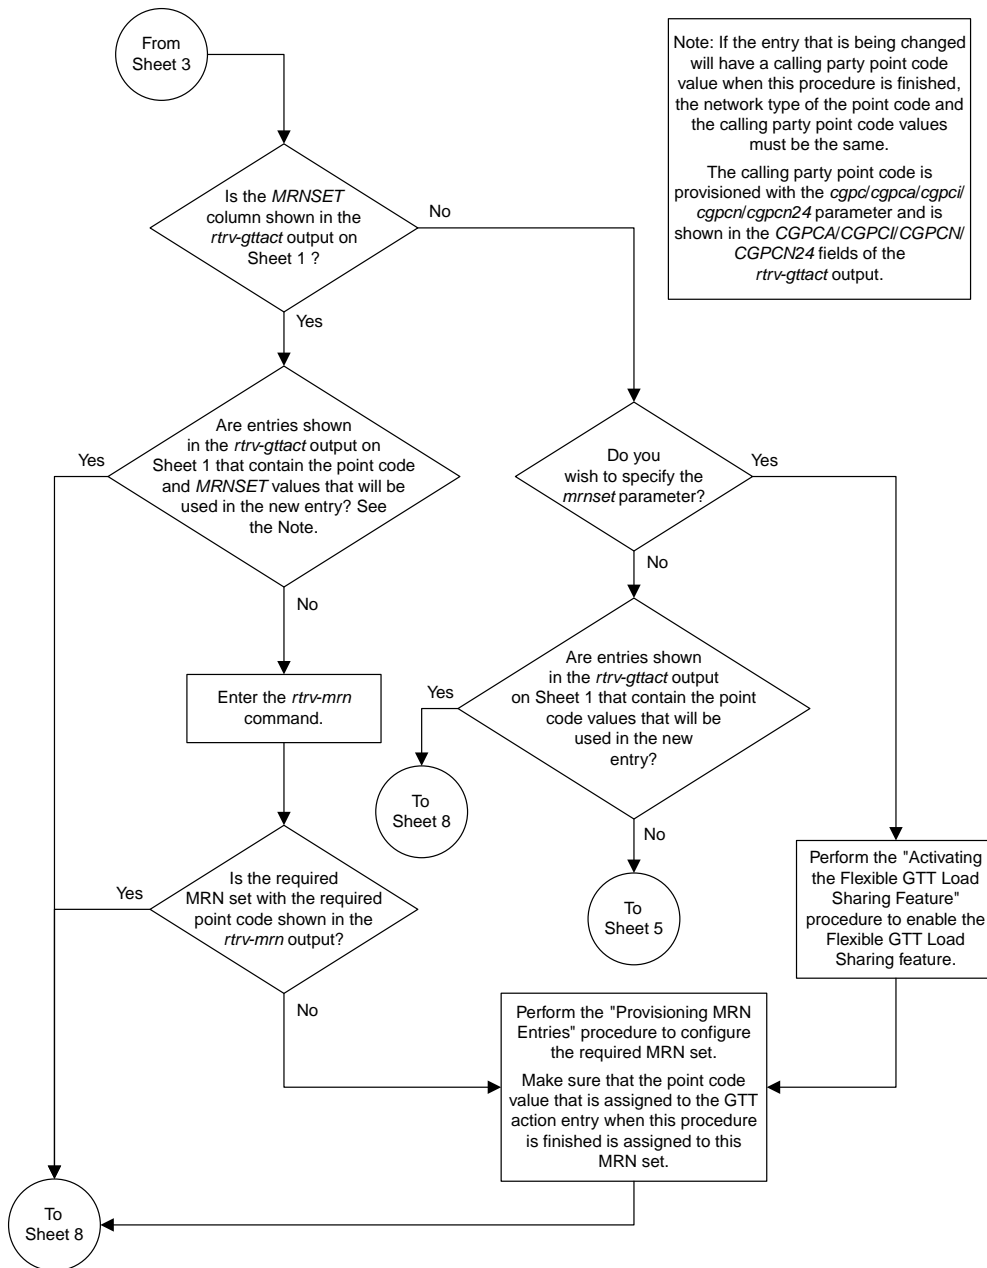 From
Sheet 3
Note: If the entry that is being changed
will have a calling party point code
value when this procedure is finished,
the network type of the point code and
the calling party point code values
must be the same.
The calling party point code is
provisioned with the cgpc/cgpca/cgpci/
cgpcn/cgpcn24 parameter and is
shown in the CGPCA/CGPCI/CGPCN/
CGPCN24 fields of the
rtrv-gttact output.
Is the MRNSET
column shown in the
rtrv-gttact output on
Sheet 1 ?
No
Yes
Are entries shown
in the rtrv-gttact output on
Sheet 1 that contain the point code
and MRNSET values that will be
used in the new entry? See
the Note.
Yes
No
Do you
wish to specify the
mrnset parameter?
Yes
No
Enter the rtrv-mrn
command.
Are entries shown
in the rtrv-gttact output
on Sheet 1 that contain the point
code values that will be
used in the new
entry?
Yes
No
To
Sheet 8
To
Sheet 5
Is the required
MRN set with the required
point code shown in the
rtrv-mrn output?
Yes
No
Perform the "Activating
the Flexible GTT Load
Sharing Feature"
procedure to enable the
Flexible GTT Load
Sharing feature.
Perform the "Provisioning MRN
Entries" procedure to configure
the required MRN set.
Make sure that the point code
value that is assigned to the GTT
action entry when this procedure
is finished is assigned to this
MRN set.
To
Sheet 8